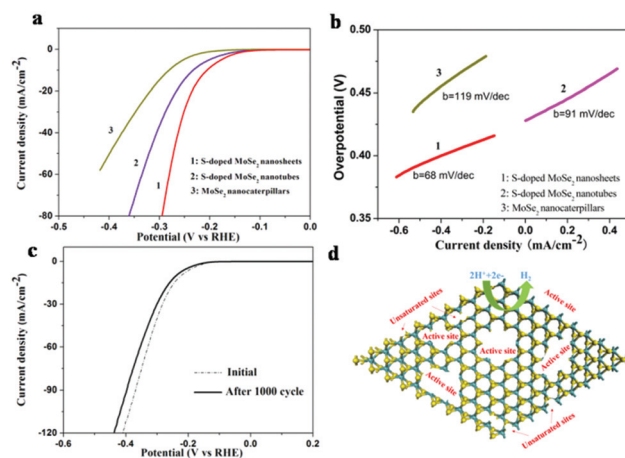 a
Current density (mA/cm⁻²)
0
-20
-40
-60
-80
3
2
1
1: S-doped MoSe₂ nanosheets
2: S-doped MoSe₂ nanotubes
3: MoSe₂ nanocaterpillars
-0.5 -0.4 -0.3 -0.2 -0.1 0.0
Potential (V vs RHE)
b
Overpotential (V)
0.50
0.45
0.40
0.35
3
b=119 mV/dec
2
b=91 mV/dec
1
b=68 mV/dec
1: S-doped MoSe₂ nanosheets
2: S-doped MoSe₂ nanotubes
3: MoSe₂ nanocaterpillars
-0.6 -0.4 -0.2 0.0 0.2 0.4
Current density (mA/cm⁻²)
c
Current density (mA/cm⁻²)
0
-30
-60
-90
-120
Initial
After 1000 cycle
-0.6 -0.4 -0.2 -0.0 0.2
Potential (V vs RHE)
d
2H⁺+2e- H₂
Active site
Unsaturated sites
Active site
Active site
Active site
Active site
Unsaturated sites